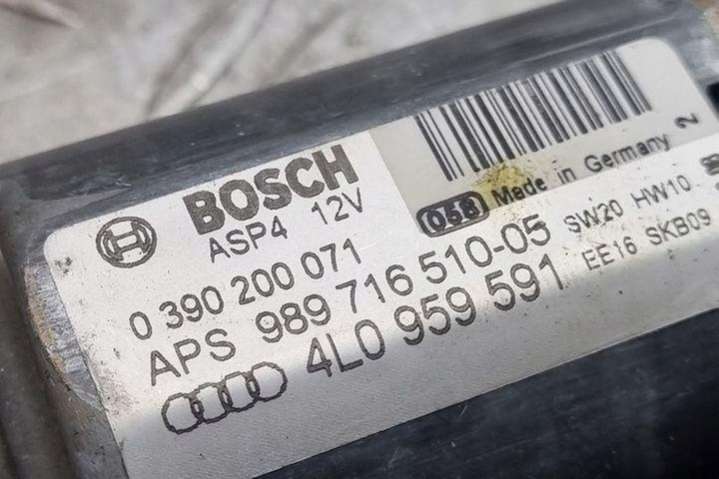 BOSCH
ASP4 12V
058 Made in Germany 2
0 390 200 071
APS 989 716 510-05 SW20 HW10
4L0 959 591 EE16 SKB09